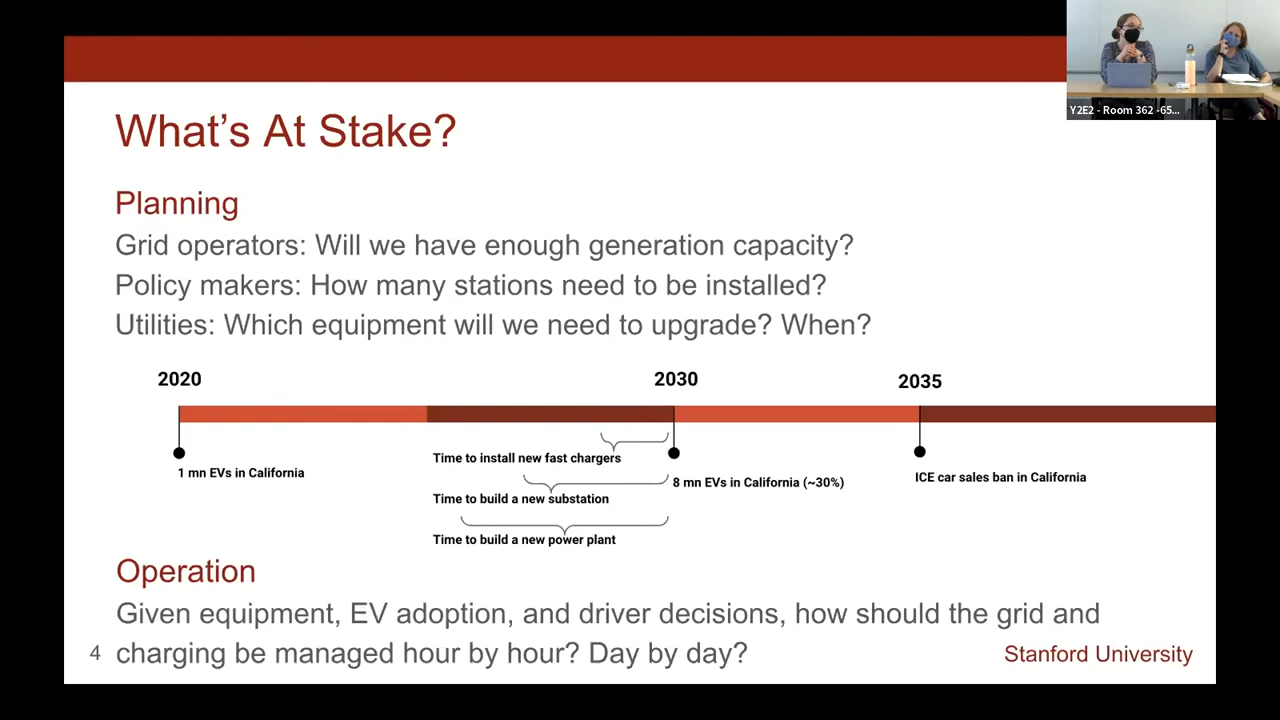 Y2E2 - Room 362 -65...
What's At Stake?
Planning
Grid operators: Will we have enough generation capacity?
Policy makers: How many stations need to be installed?
Utilities: Which equipment will we need to upgrade? When?
2020
2030
2035
Time to install new fast chargers
1 mn EVs in California
8 mn EVs in California (~30%)
ICE car sales ban in California
Time to build a new substation
Time to build a new power plant
Operation
Given equipment, EV adoption, and driver decisions, how should the grid and
charging be managed hour by hour? Day by day?
4
Stanford University